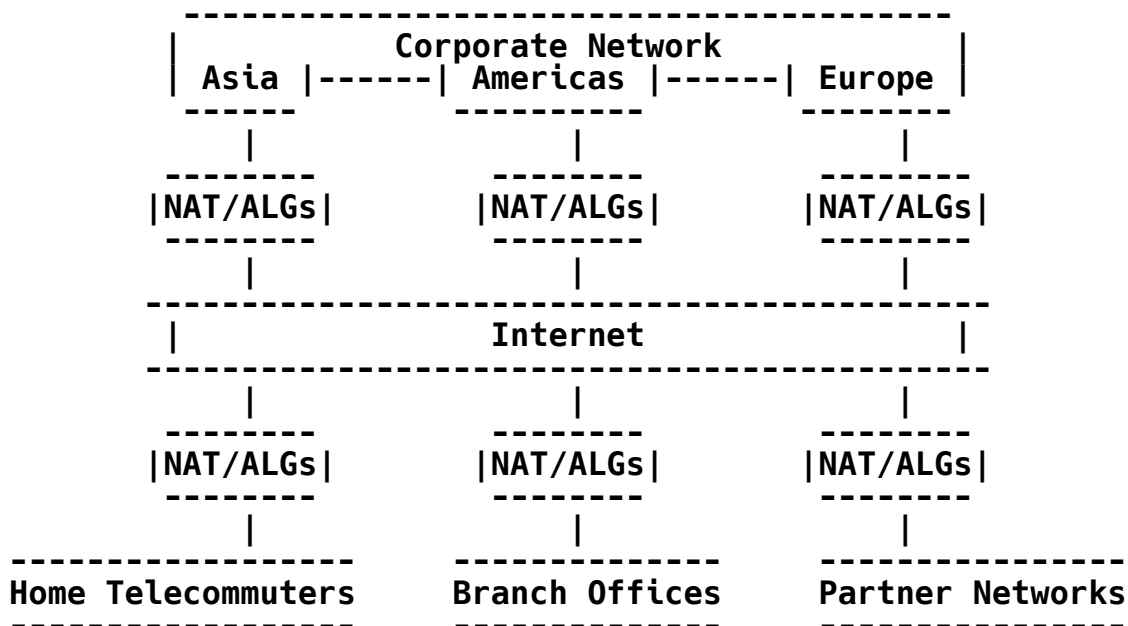 Corporate Network
Asia |------| Americas |------| Europe
|NAT/ALGs| |NAT/ALGs| |NAT/ALGs|
Internet
|NAT/ALGs| |NAT/ALGs| |NAT/ALGs|
Home Telecommuters Branch Offices Partner Networks